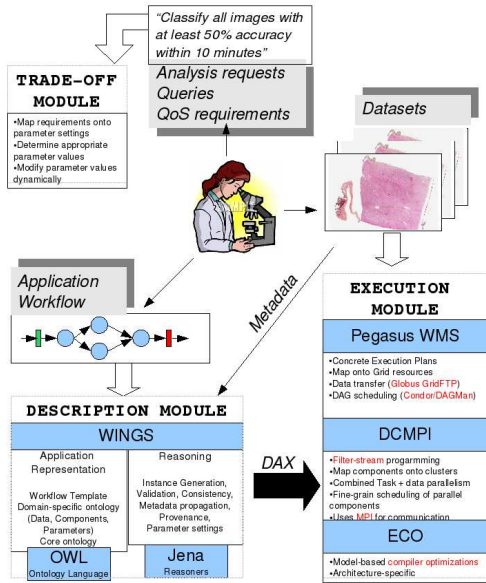 “Classify all images with
at least 50% accuracy
within 10 minutes”
TRADE-OFF
MODULE
•Map requirements onto
parameter settings
•Determine appropriate
parameter values
•Modify parameter values
dynamically
Analysis requests
Queries
QoS requirements
Datasets
Application
Workflow
Metadata
DESCRIPTION MODULE
WINGS
Application
Representation
Workflow Template
Domain-specific ontology
(Data, Components,
Parameters)
Core ontology
OWL
Ontology Language
Reasoning
Instance Generation,
Validation, Consistency,
Metadata propagation,
Provenance,
Parameter settings
Jena
Reasoners
DAX
EXECUTION
MODULE
Pegasus WMS
•Concrete Execution Plans
•Map onto Grid resources
•Data transfer (Globus GridFTP)
•DAG scheduling (Condor/DAGMan)
DCMPI
•Filter-stream progarmming
•Map components onto clusters
•Combined Task + data parallelism
•Fine-grain scheduling of parallel
components
•Uses MPI for communication
ECO
•Model-based compiler optimizations
•Architecture-specific